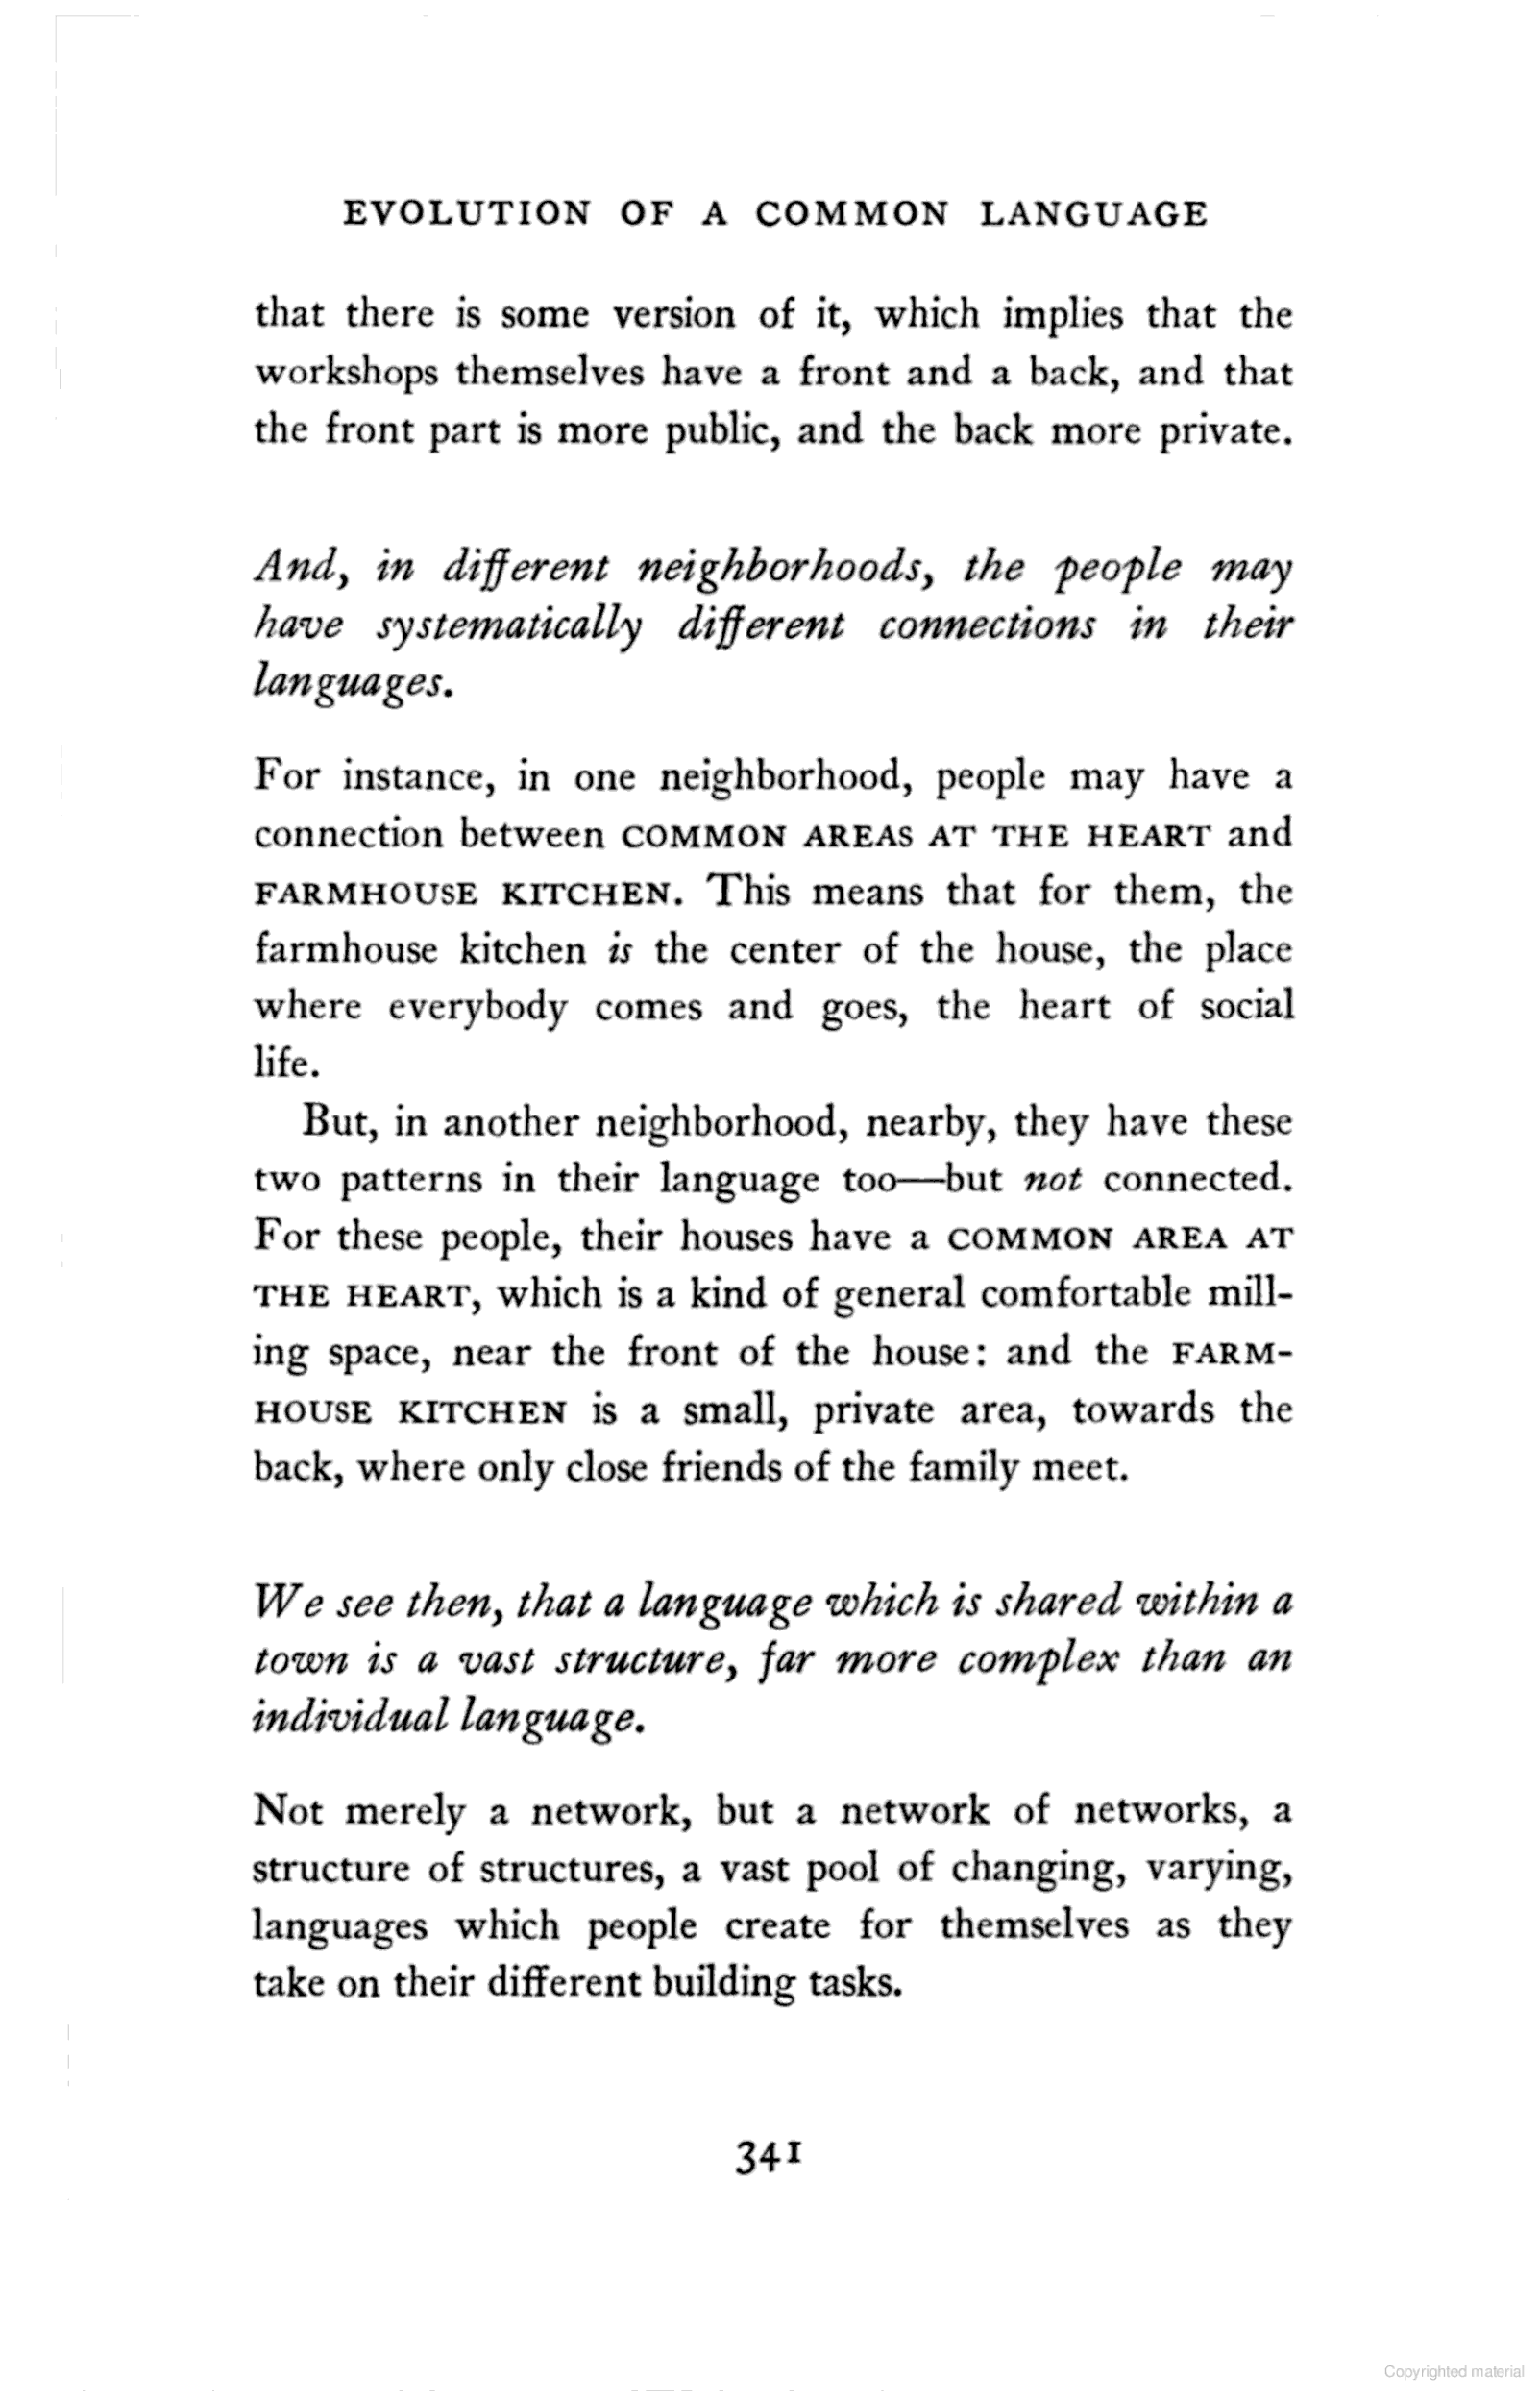 EVOLUTION OF A COMMON LANGUAGE
that there is some version of it, which implies that the
workshops themselves have a front and a back, and that
the front part is more public, and the back more private.
And, in different neighborhoods, the people may
have systematically different connections in their
languages.
For instance, in one neighborhood, people may have a
connection between COMMON AREAS AT THE HEART and
FARMHOUSE KITCHEN. This means that for them, the
farmhouse kitchen is the center of the house, the place
where everybody comes and goes, the heart of social
life.
But, in another neighborhood, nearby, they have these
two patterns in their language too—but not connected.
For these people, their houses have a COMMON AREA AT
THE HEART, which is a kind of general comfortable mill-
ing space, near the front of the house: and the FARM-
HOUSE KITCHEN is a small, private area, towards the
back, where only close friends of the family meet.
We see then, that a language which is shared within a
town is a vast structure, far more complex than an
individual language.
Not merely a network, but a network of networks, a
structure of structures, a vast pool of changing, varying,
languages which people create for themselves as they
take on their different building tasks.
341
Copyrighted material